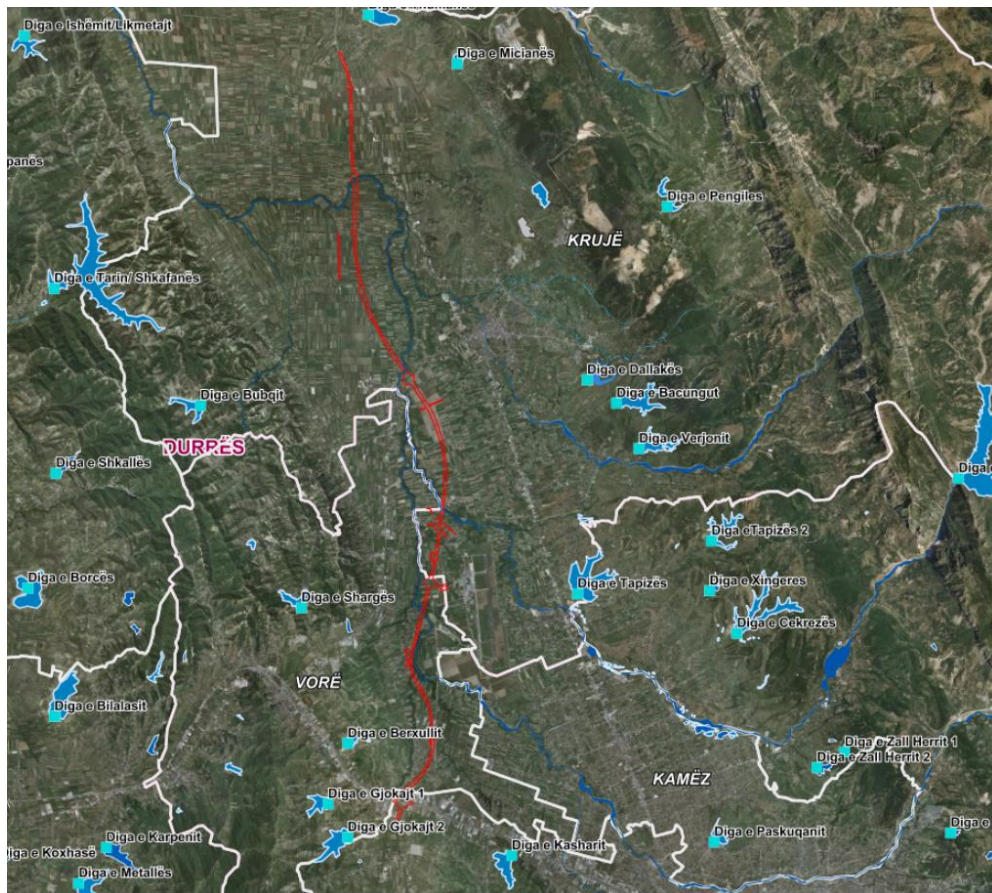 Diga e Ishëmit/Likmetajt
Diga e Micianës
panës
Diga e Pengiles
KRUJË
Diga e Tarin/ Shkafanës
Diga e Dallakës
Diga e Bacungut
Diga e Bubqit
DURRËS
Diga e Verjonit
Diga e Shkallës
Diga e
Diga eTapizës 2
Diga e Borcës
Diga e Tapizës
Diga e Xingeres
Diga e Shargës
Diga e Cekrezës
VORË
Diga e Bilalasit
Diga e Berxullit
Diga e Zall Herrit 1
Diga e Zall Herrit 2
KAMËZ
Diga e Gjokajt 1
Diga e Gjokajt 2
Diga e Karpenit
Diga e Paskuqanit
Diga e
Diga e Kasharit
Diga e Koxhasë
Diga e Metallës